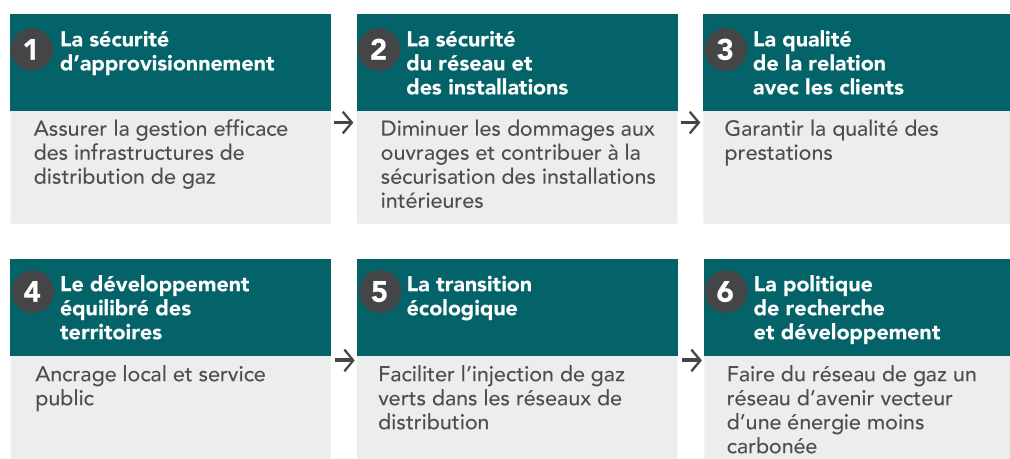 1
La sécurité
d'approvisionnement
Assurer la gestion efficace
des infrastructures de
distribution de gaz
2
La sécurité
du réseau et
des installations
Diminuer les dommages aux
ouvrages et contribuer à la
sécurisation des installations
intérieures
3
La qualité
de la relation
avec les clients
Garantir la qualité des
prestations
4
Le développement
équilibré des
territoires
Ancrage local et service
public
5
La transition
écologique
Faciliter l'injection de gaz
verts dans les réseaux de
distribution
6
La politique
de recherche
et développement
Faire du réseau de gaz un
réseau d'avenir vecteur
d'une énergie moins
carbonée